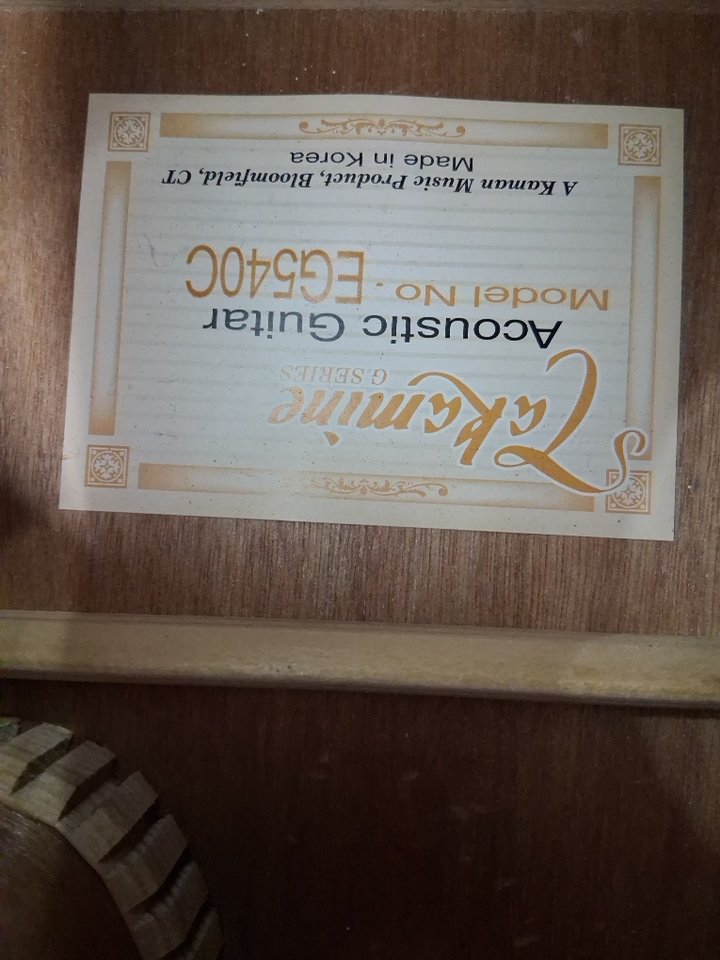 Takamine
G SERIES
Acoustic Guitar
Model No. EG540C
A Kaman Music Product, Bloomfield, CT
Made in Korea